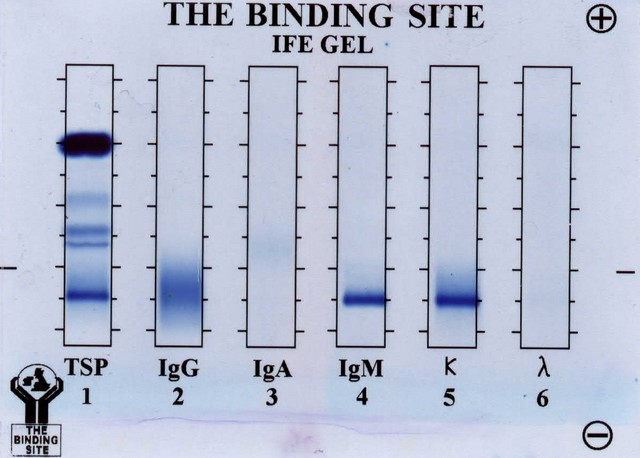 THE BINDING SITE
IFE GEL
+
TSP IgG IgA IgM K λ
1 2 3 4 5 6
−
THE
BINDING
SITE